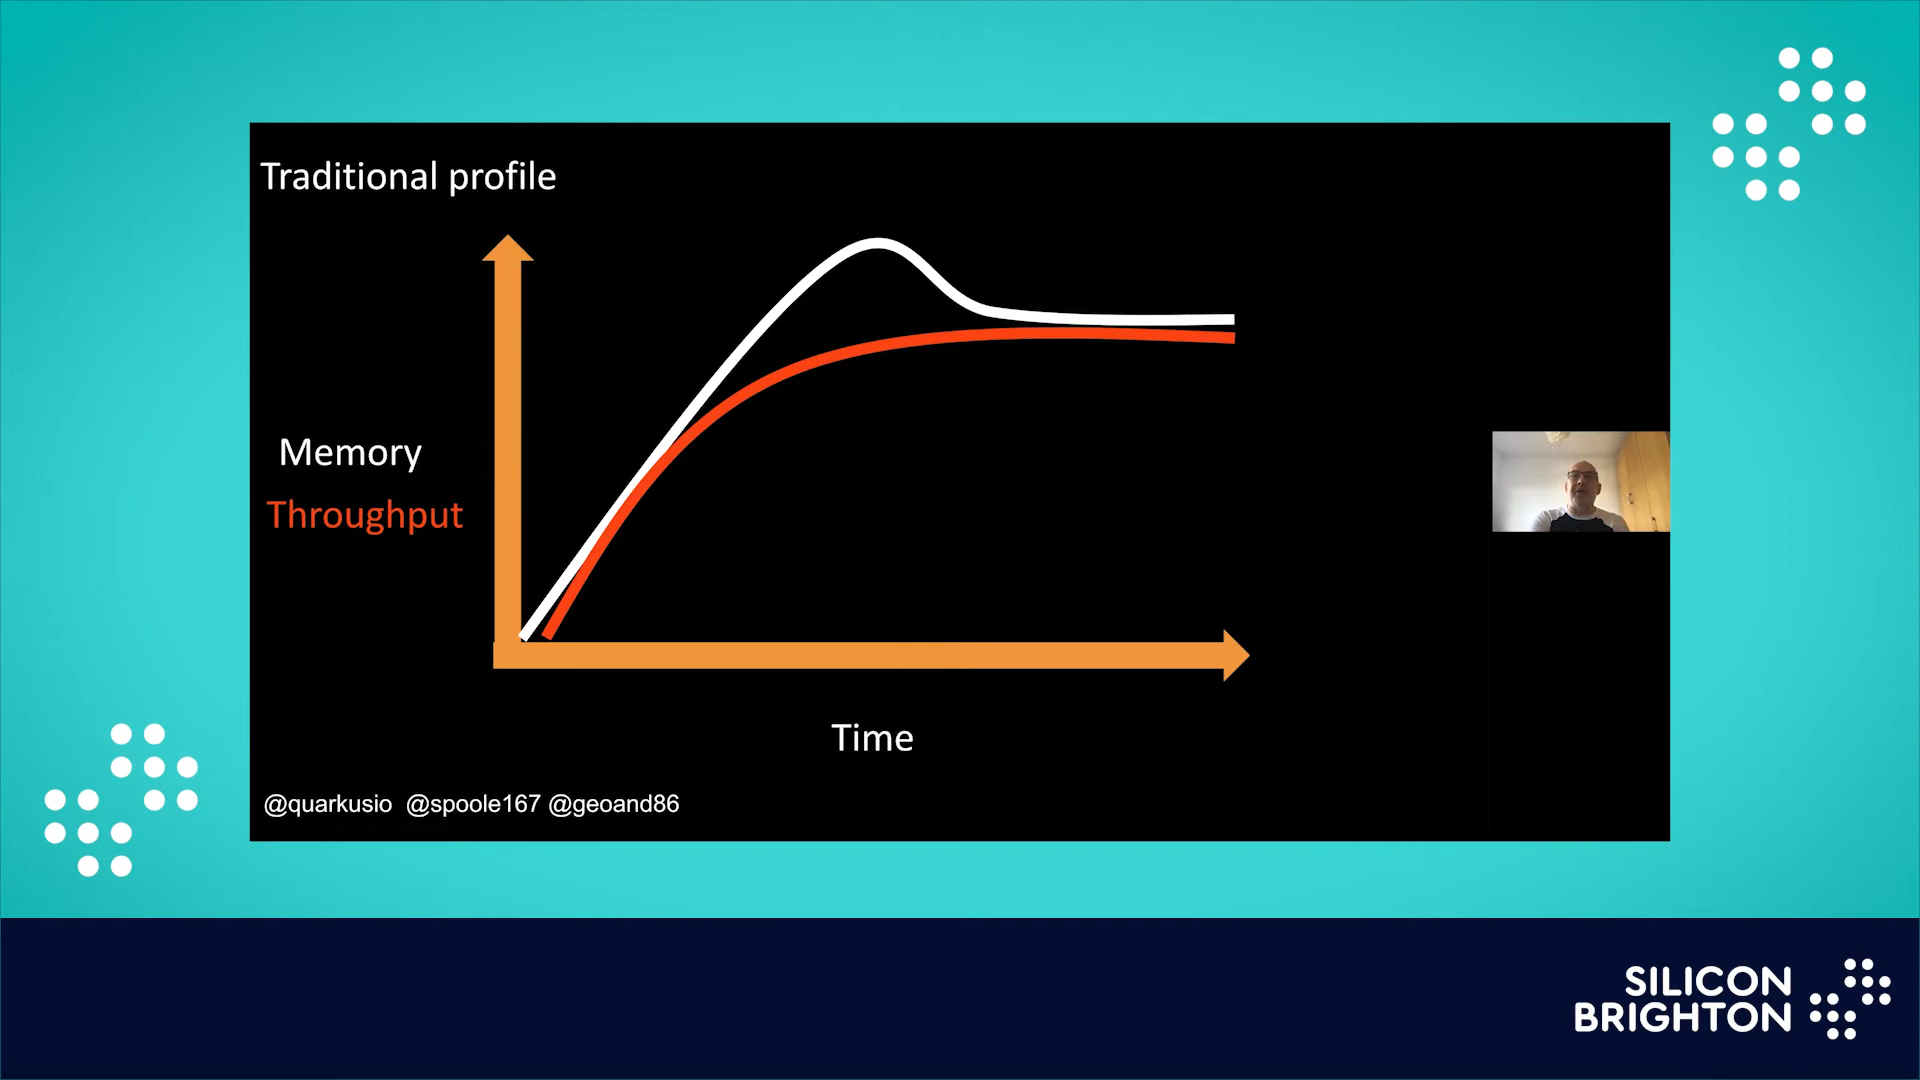 Traditional profile
Memory
Throughput
Time
@quarkusio @spoole167 @geoand86
SILICON
BRIGHTON